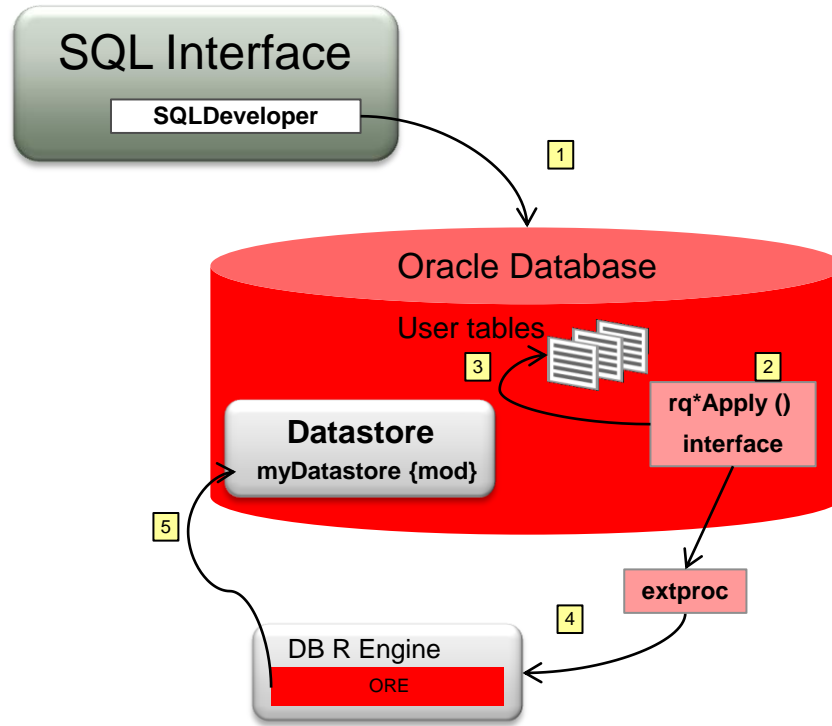 SQL Interface
SQLDeveloper
1
Oracle Database
User tables
3
2
rq*Apply ()
interface
Datastore
myDatastore {mod}
5
extproc
4
DB R Engine
ORE